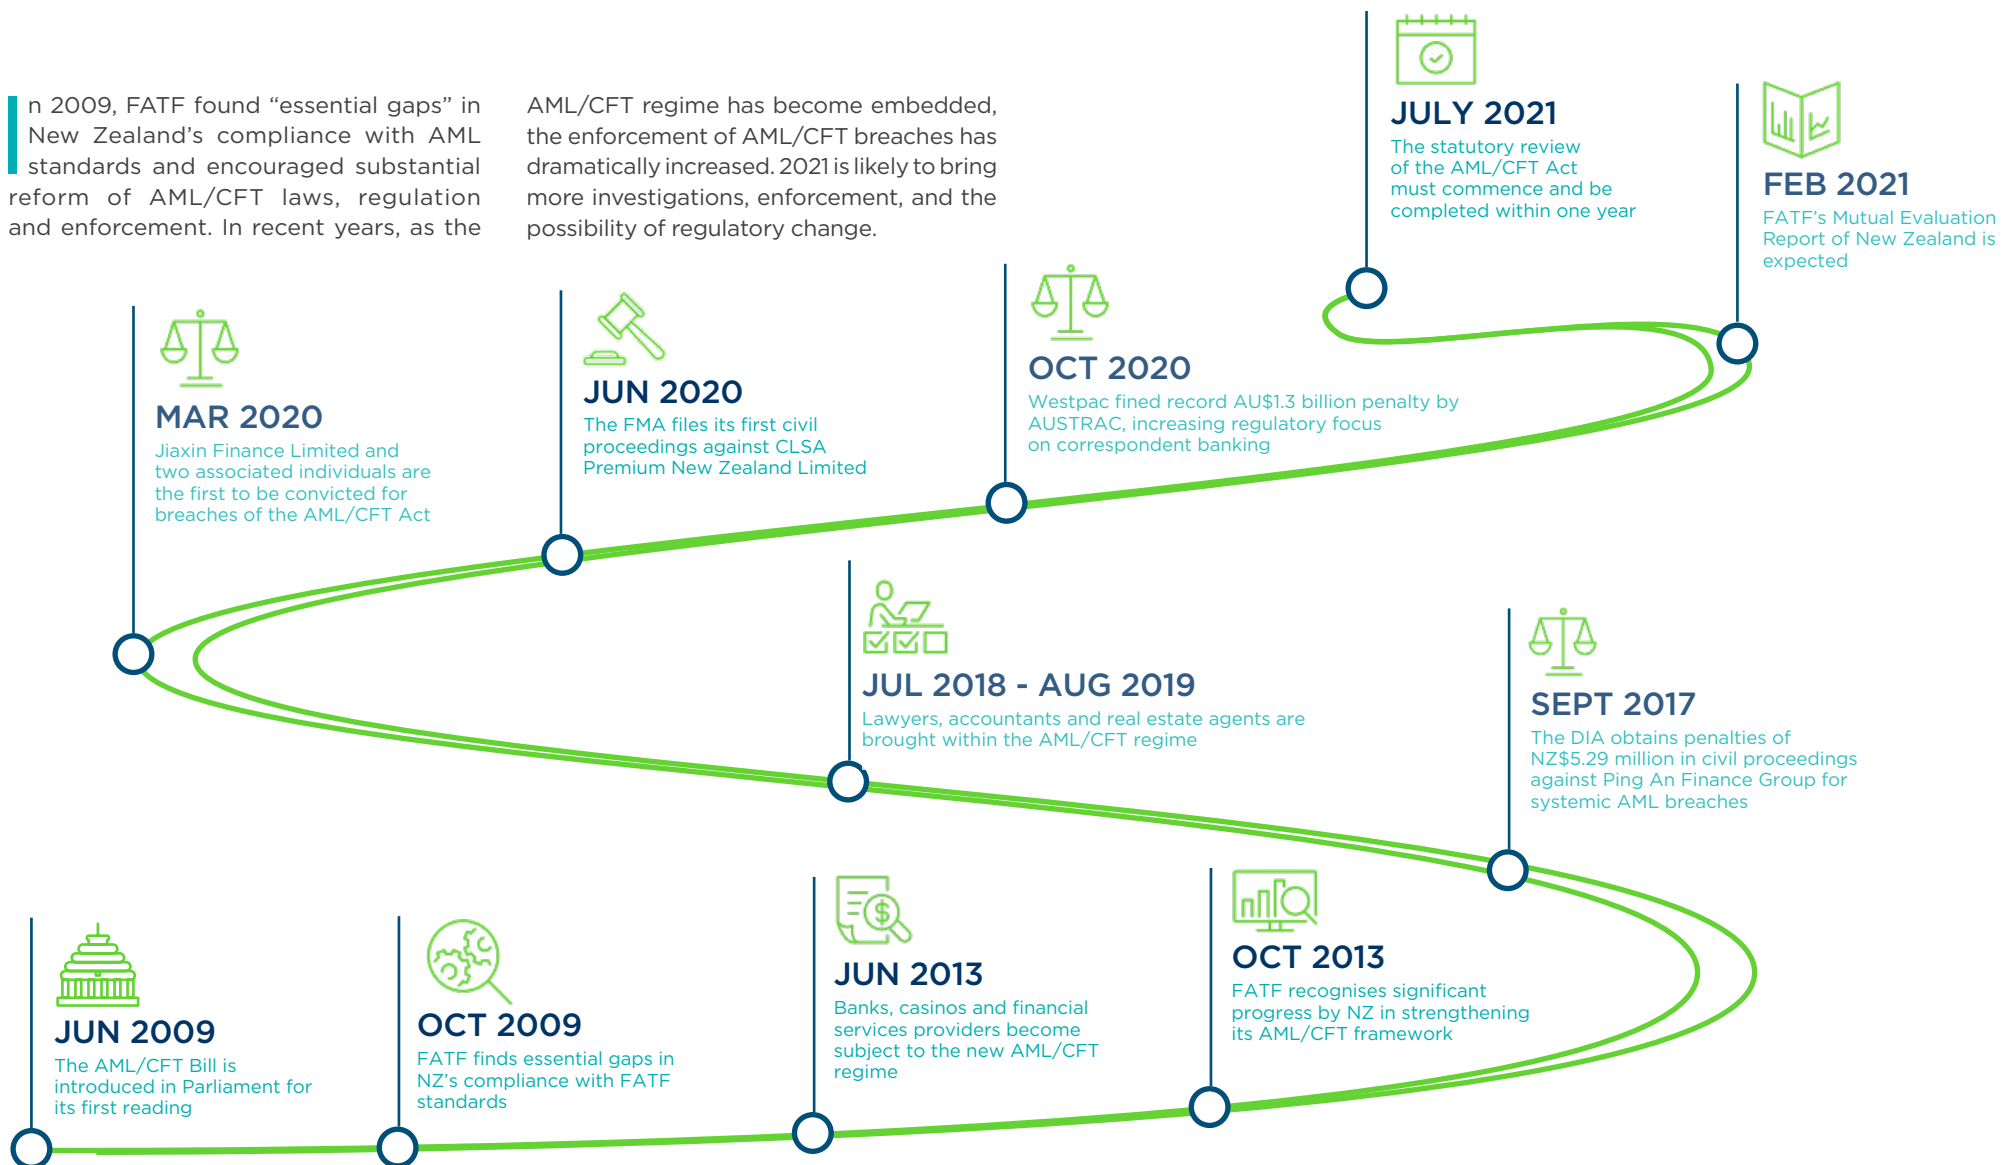 In 2009, FATF found “essential gaps” in
New Zealand’s compliance with AML
standards and encouraged substantial
reform of AML/CFT laws, regulation
and enforcement. In recent years, as the
AML/CFT regime has become embedded,
the enforcement of AML/CFT breaches has
dramatically increased. 2021 is likely to bring
more investigations, enforcement, and the
possibility of regulatory change.
JULY 2021
The statutory review
of the AML/CFT Act
must commence and be
completed within one year
FEB 2021
FATF’s Mutual Evaluation
Report of New Zealand is
expected
MAR 2020
Jiaxin Finance Limited and
two associated individuals are
the first to be convicted for
breaches of the AML/CFT Act
JUN 2020
The FMA files its first civil
proceedings against CLSA
Premium New Zealand Limited
OCT 2020
Westpac fined record AU$1.3 billion penalty by
AUSTRAC, increasing regulatory focus
on correspondent banking
JUL 2018 - AUG 2019
Lawyers, accountants and real estate agents are
brought within the AML/CFT regime
SEPT 2017
The DIA obtains penalties of
NZ$5.29 million in civil proceedings
against Ping An Finance Group for
systemic AML breaches
JUN 2009
The AML/CFT Bill is
introduced in Parliament for
its first reading
OCT 2009
FATF finds essential gaps in
NZ’s compliance with FATF
standards
JUN 2013
Banks, casinos and financial
services providers become
subject to the new AML/CFT
regime
OCT 2013
FATF recognises significant
progress by NZ in strengthening
its AML/CFT framework